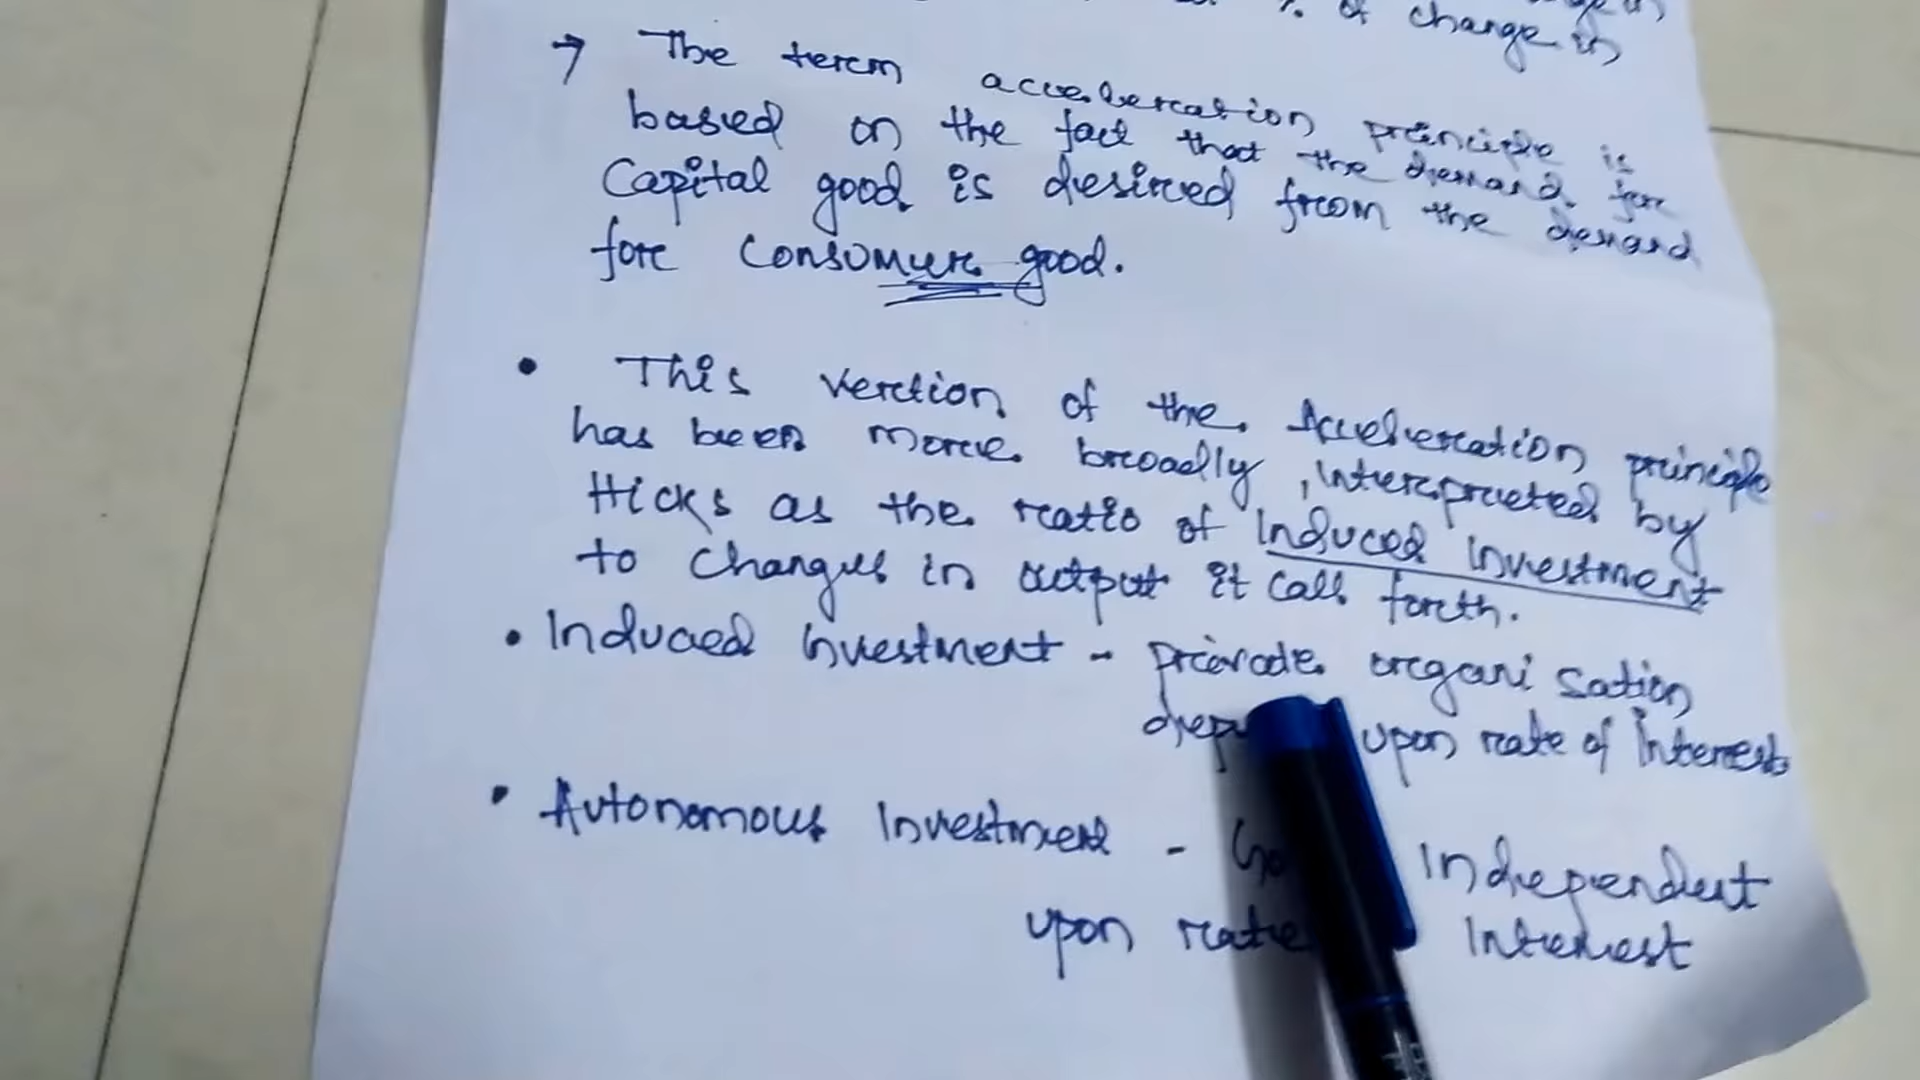 % of change in
→ The term acceleration principle is
based on the fact that the demand for
Capital good is desired from the demand
for consumer good.
• This vertion of the Acceleration principle
has been more broadly, interpreted by
Hicks as the ratio of induced investment
to changes in output it call forth.
• Induced investment - private organisation
upon rate of interest
• Autonomous Investment - independent
upon rate interest